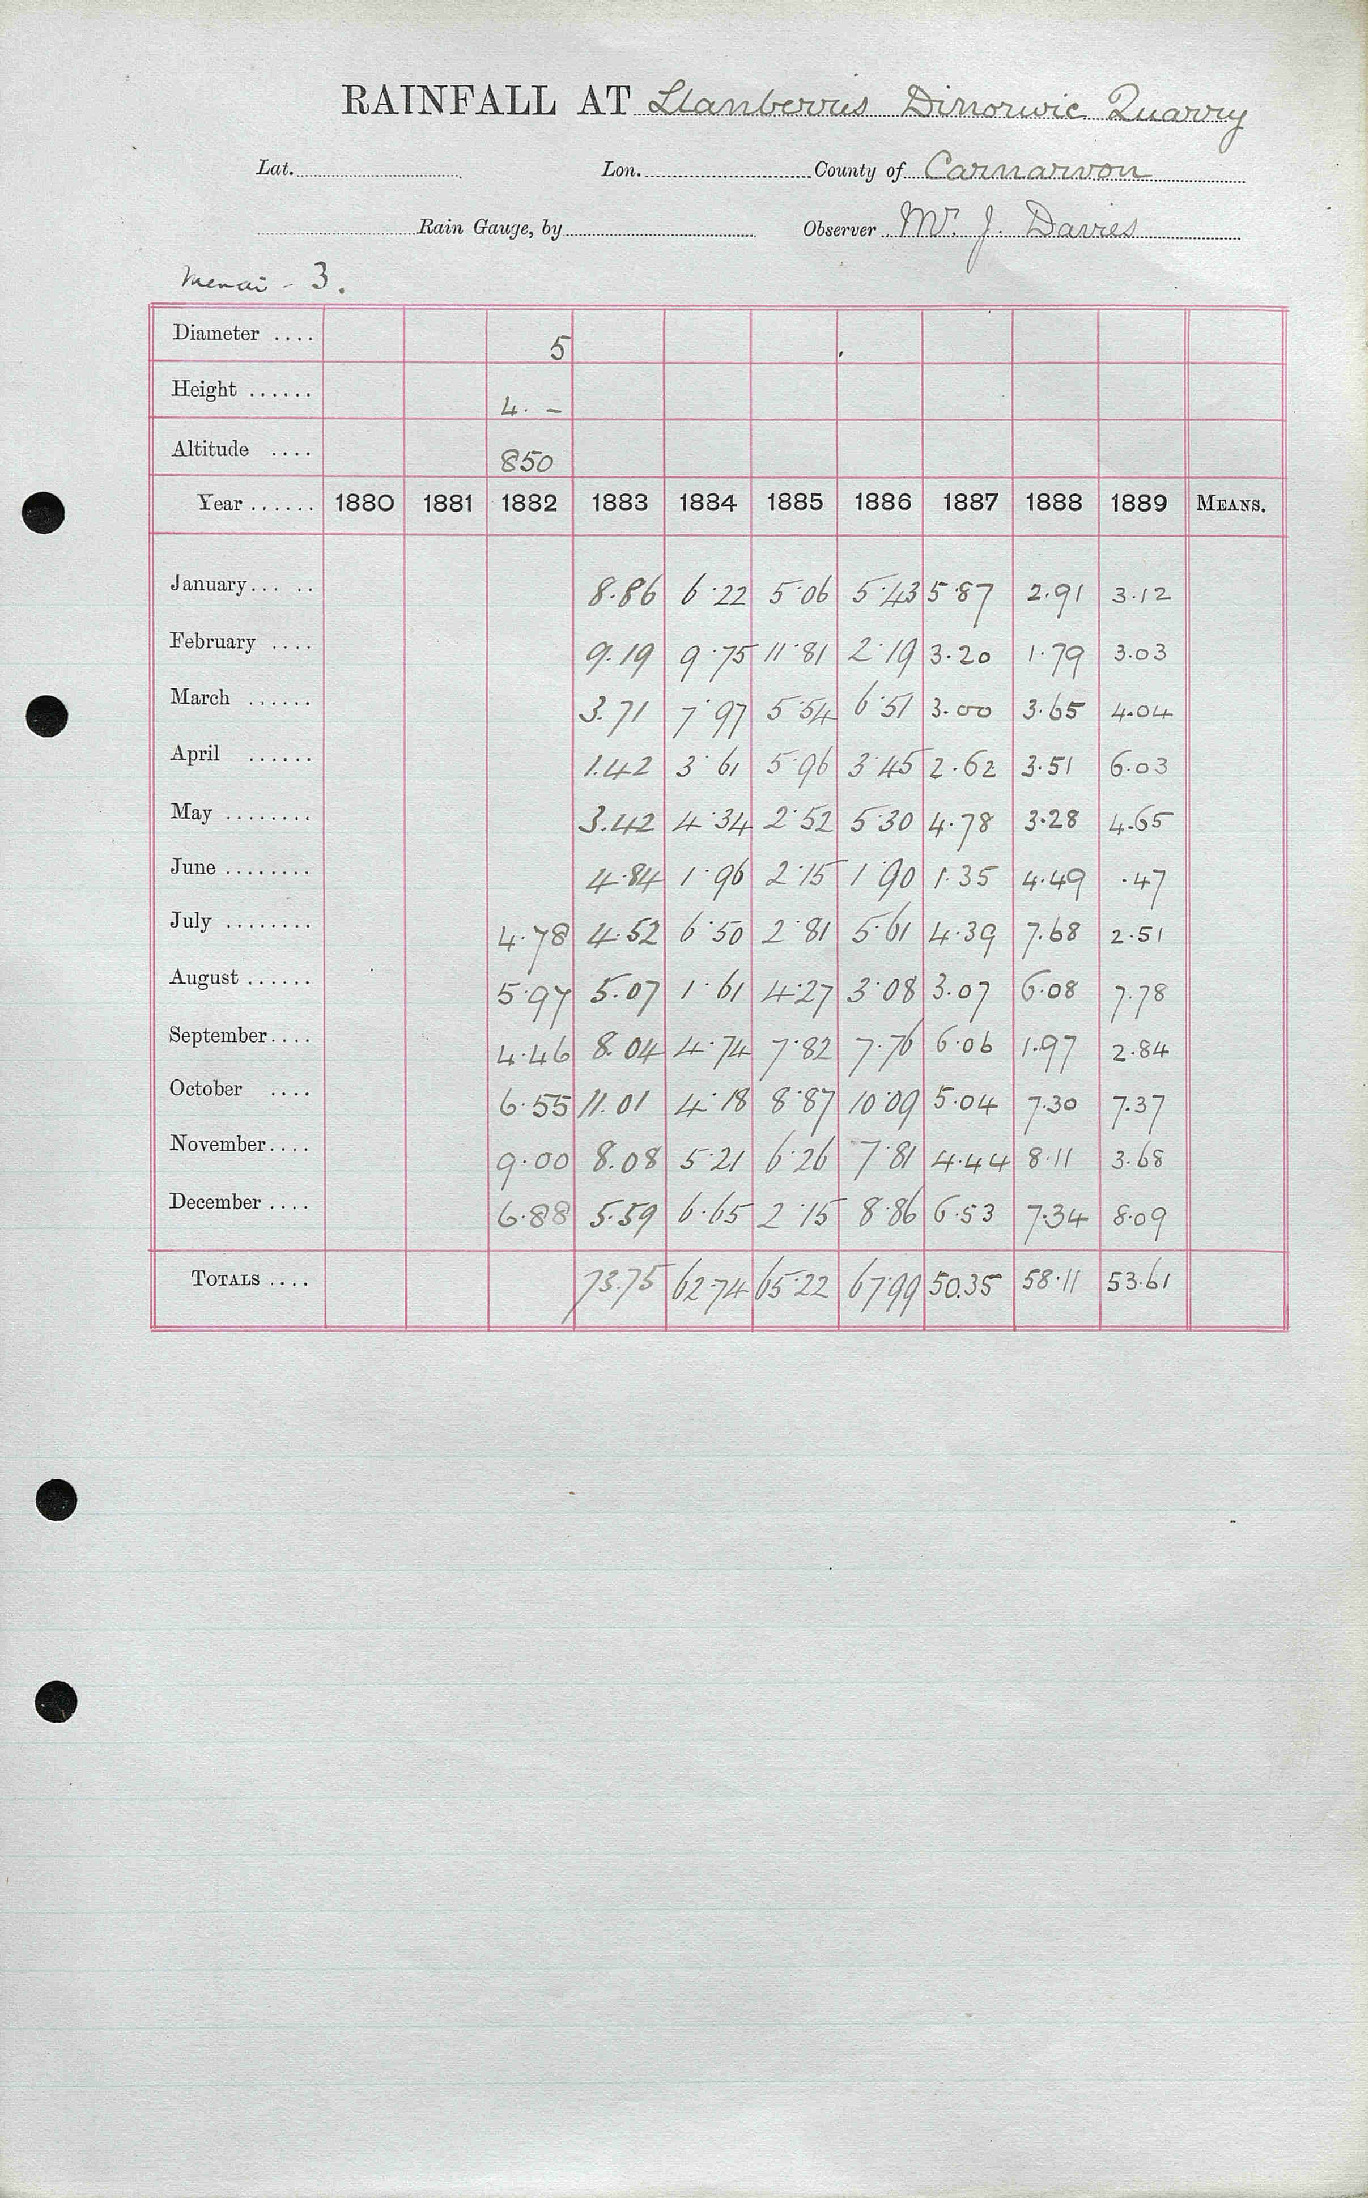 RAINFALL AT Llanberris Dinorwic Quarry
Lat. Lon. County of Carnarvon
Rain Gauge, by Observer Mr. J. Davies
Menai - 3.
Diameter .... 5
Height ...... 4. -
Altitude .... 850
Year ...... 1880 1881 1882 1883 1884 1885 1886 1887 1888 1889 MEANS.
January... .. 8.86 6.22 5.06 5.43 5.87 2.91 3.12
February .... 9.19 9.75 11.81 2.19 3.20 1.79 3.03
March ...... 3.71 7.97 5.54 6.51 3.00 3.65 4.04
April ...... 1.42 3.61 5.96 3.45 2.62 3.51 6.03
May ........ 3.42 4.34 2.52 5.30 4.78 3.28 4.65
June ........ 4.84 1.96 2.15 1.90 1.35 4.49 .47
July ........ 4.78 4.52 6.50 2.81 5.61 4.39 7.68 2.51
August ...... 5.97 5.07 1.61 4.27 3.08 3.07 6.08 7.78
September.... 4.46 8.04 4.74 7.82 7.76 6.06 1.97 2.84
October .... 6.55 11.01 4.18 8.87 10.09 5.04 7.30 7.37
November.... 9.00 8.08 5.21 6.26 7.81 4.44 8.11 3.68
December .... 6.88 5.59 6.65 2.15 8.86 6.53 7.34 8.09
TOTALS .... 73.75 62.74 65.22 67.99 50.35 58.11 53.61